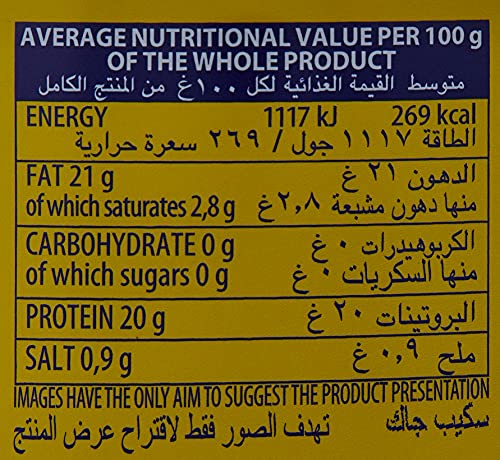 AVERAGE NUTRITIONAL VALUE PER 100 g
OF THE WHOLE PRODUCT
متوسط القيمة الغذائية لكل ١٠٠غ من المنتج الكامل
ENERGY 1117 kJ 269 kcal
الطاقة ١١١٧ جول / ٢٦٩ سعرة حرارية
FAT 21 g الدهون ٢١ غ
of which saturates 2,8 g منها دهون مشبعة ٢,٨ غ
CARBOHYDRATE 0 g الكربوهيدرات ٠ غ
of which sugars 0 g منها السكريات ٠ غ
PROTEIN 20 g البروتينات ٢٠ غ
SALT 0,9 g ملح ٠,٩ غ
IMAGES HAVE THE ONLY AIM TO SUGGEST THE PRODUCT PRESENTATION
تهدف الصور فقط لاقتراح عرض المنتج سكيب جاك